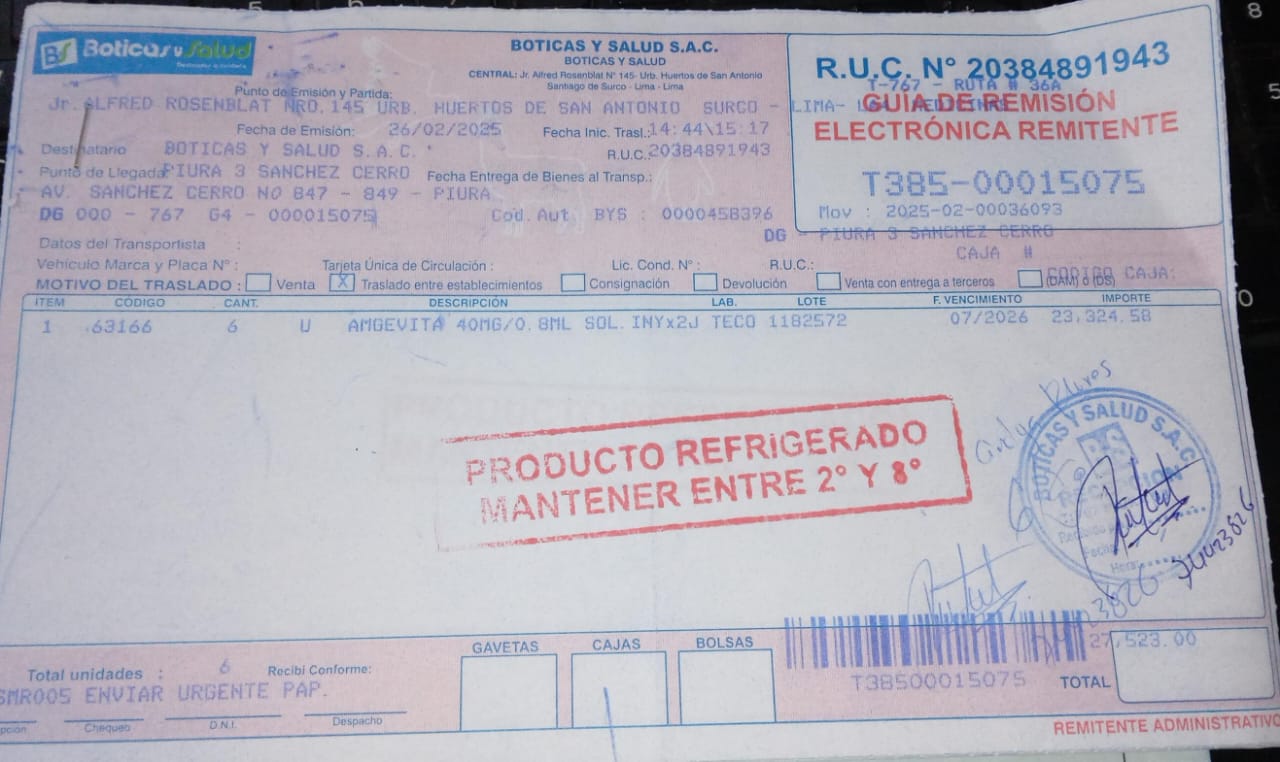 BS Boticas y Salud
BOTICAS Y SALUD S.A.C.
BOTICAS Y SALUD
CENTRAL: Jr. Alfred Rosenblat N° 145- Urb. Huertos de San Antonio
Santiago de Surco - Lima - Lima
R.U.C. N° 20384891943
T-767 - RUTA # 36A
GUIA DE REMISIÓN
ELECTRÓNICA REMITENTE
T385-00015075
Mov : 2025-02-00036093
Punto de Emisión y Partida:
Jr. ALFRED ROSENBLAT NRO. 145 URB. HUERTOS DE SAN ANTONIO SURCO - LIMA-
Fecha de Emisión: 26/02/2025 Fecha Inic. Trasl.: 14:44\15:17
Destinatario BOTICAS Y SALUD S.A.C. R.U.C. 20384891943
Punto de Llegada: PIURA 3 SANCHEZ CERRO Fecha Entrega de Bienes al Transp.:
AV. SANCHEZ CERRO NO 847 - 849 - PIURA
DG 000 - 767 G4 - 000015075 Cod. Aut BYS : 0000458396
DG - PIURA 3 SANCHEZ CERRO
Datos del Transportista :
CAJA #
Vehículo Marca y Placa N° : Tarjeta Única de Circulación : Lic. Cond. N° : R.U.C.:
CODIGO CAJA:
MOTIVO DEL TRASLADO : Venta X Traslado entre establecimientos Consignación Devolución Venta con entrega a terceros (DAM) ó (DS)
ITEM CÓDIGO CANT. DESCRIPCIÓN LAB. LOTE F. VENCIMIENTO IMPORTE
1 63166 6 U AMGEVITA 40MG/0.8ML SOL.INYx2J TECO 1182572 07/2026 23,324.58
PRODUCTO REFRIGERADO
MANTENER ENTRE 2° Y 8°
BOTICAS Y SALUD S.A.C.
Fecha
Hora:
GAVETAS CAJAS BOLSAS
27,523.00
Total unidades : 6 Recibí Conforme:
SMR005 ENVIAR URGENTE PAP.
T38500015075 TOTAL
Chequeo D.N.I. Despacho
REMITENTE ADMINISTRATIVO